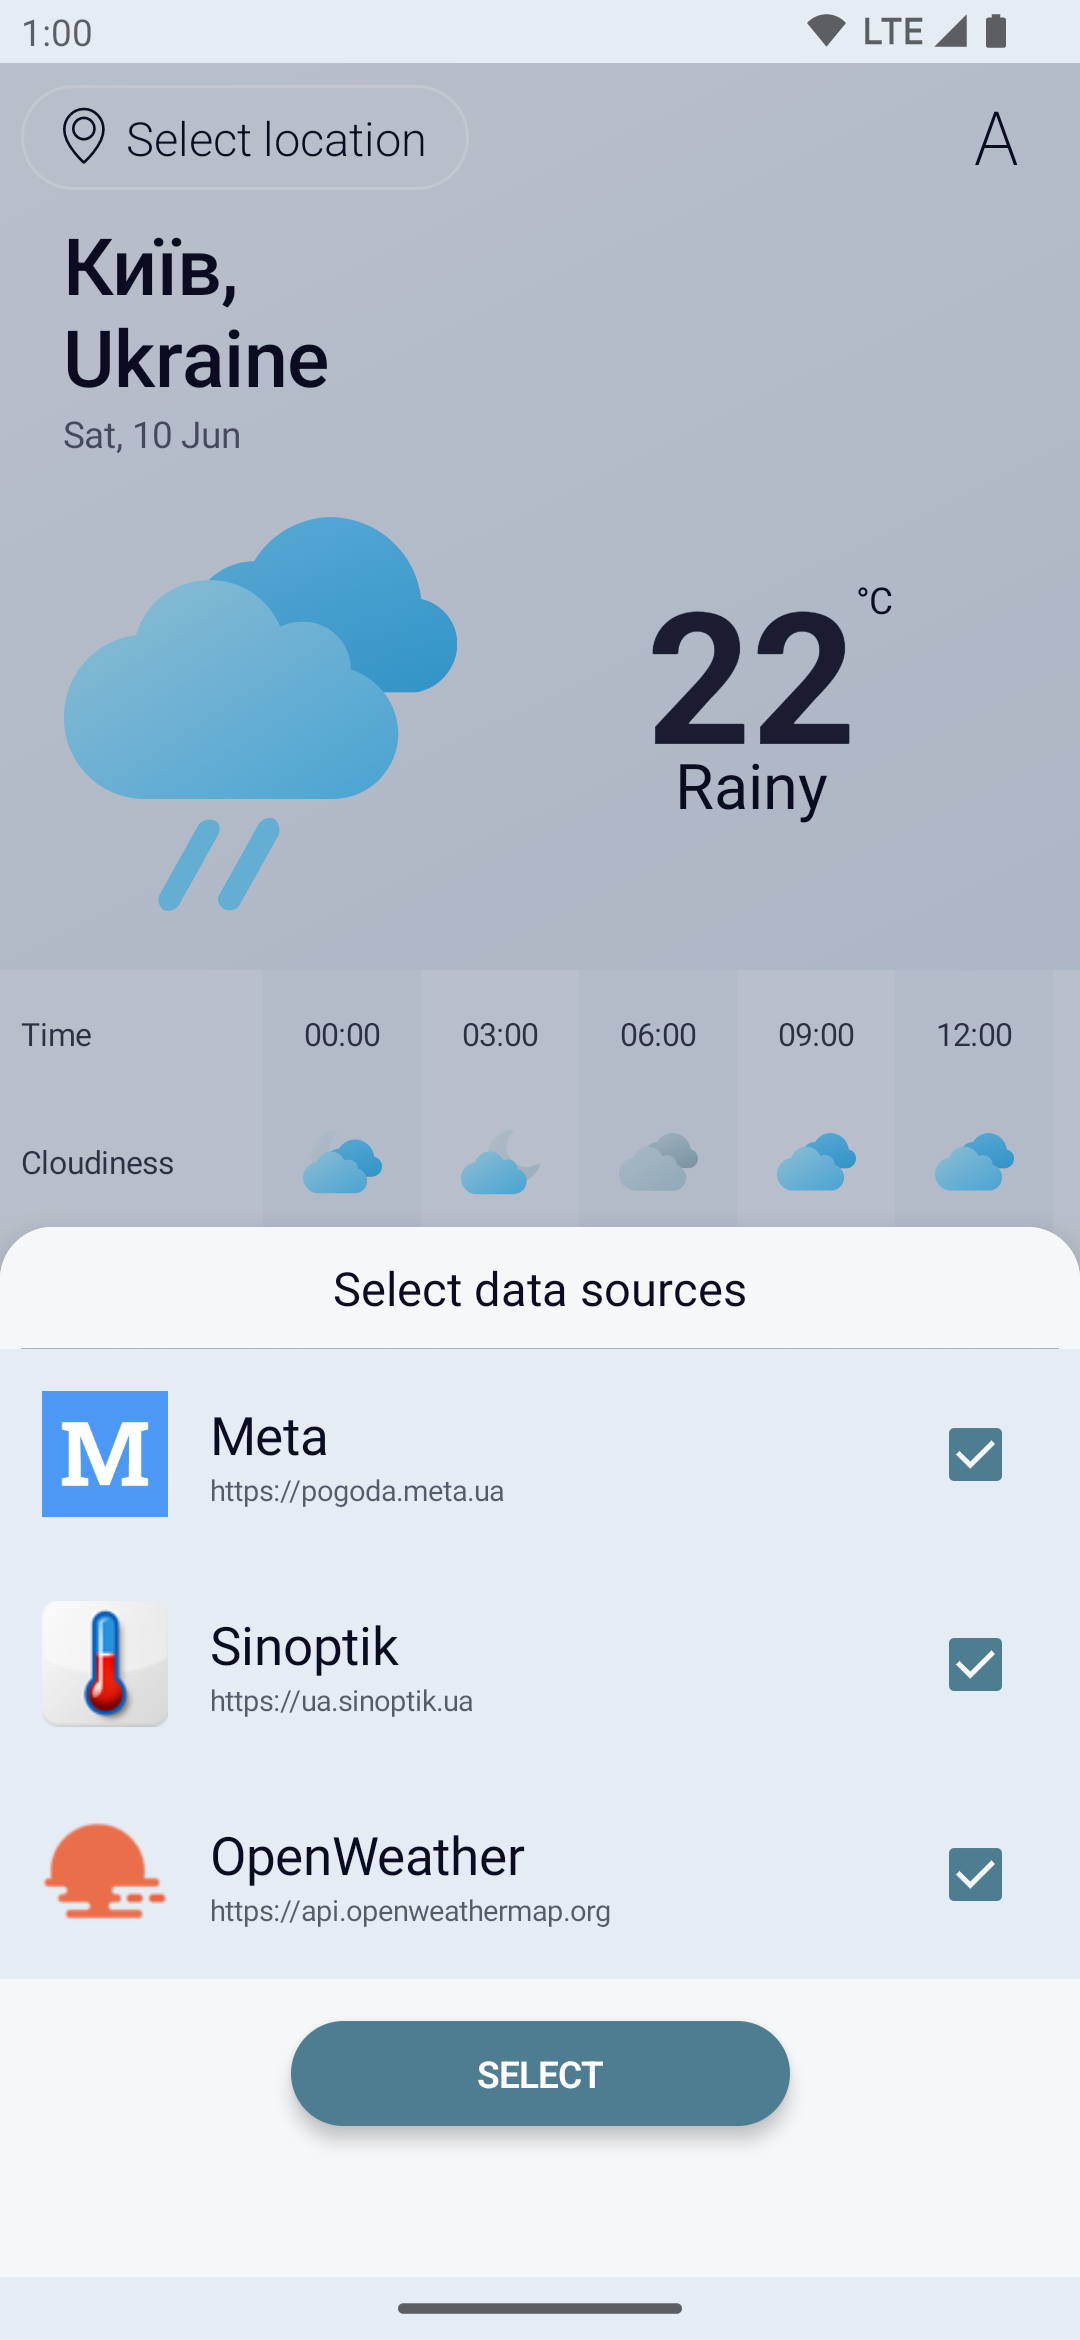 1:00 LTE
Select location A
Київ,
Ukraine
Sat, 10 Jun
°C
22
Rainy
Time 00:00 03:00 06:00 09:00 12:00
Cloudiness
Select data sources
M
Meta
https://pogoda.meta.ua
Sinoptik
https://ua.sinoptik.ua
OpenWeather
https://api.openweathermap.org
SELECT